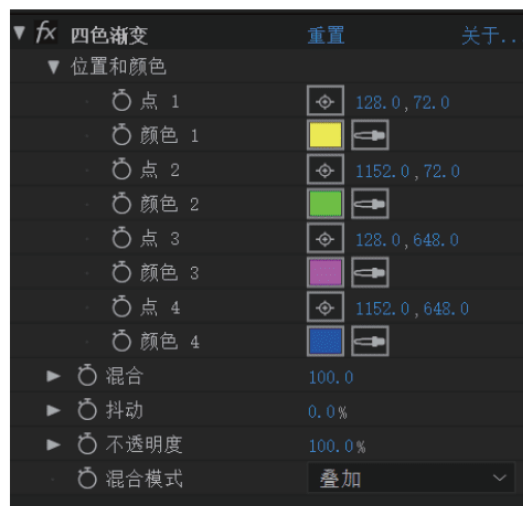 fx 四色渐变 重置 关于..
位置和颜色
点 1 128.0,72.0
颜色 1
点 2 1152.0,72.0
颜色 2
点 3 128.0,648.0
颜色 3
点 4 1152.0,648.0
颜色 4
混合 100.0
抖动 0.0%
不透明度 100.0%
混合模式 叠加